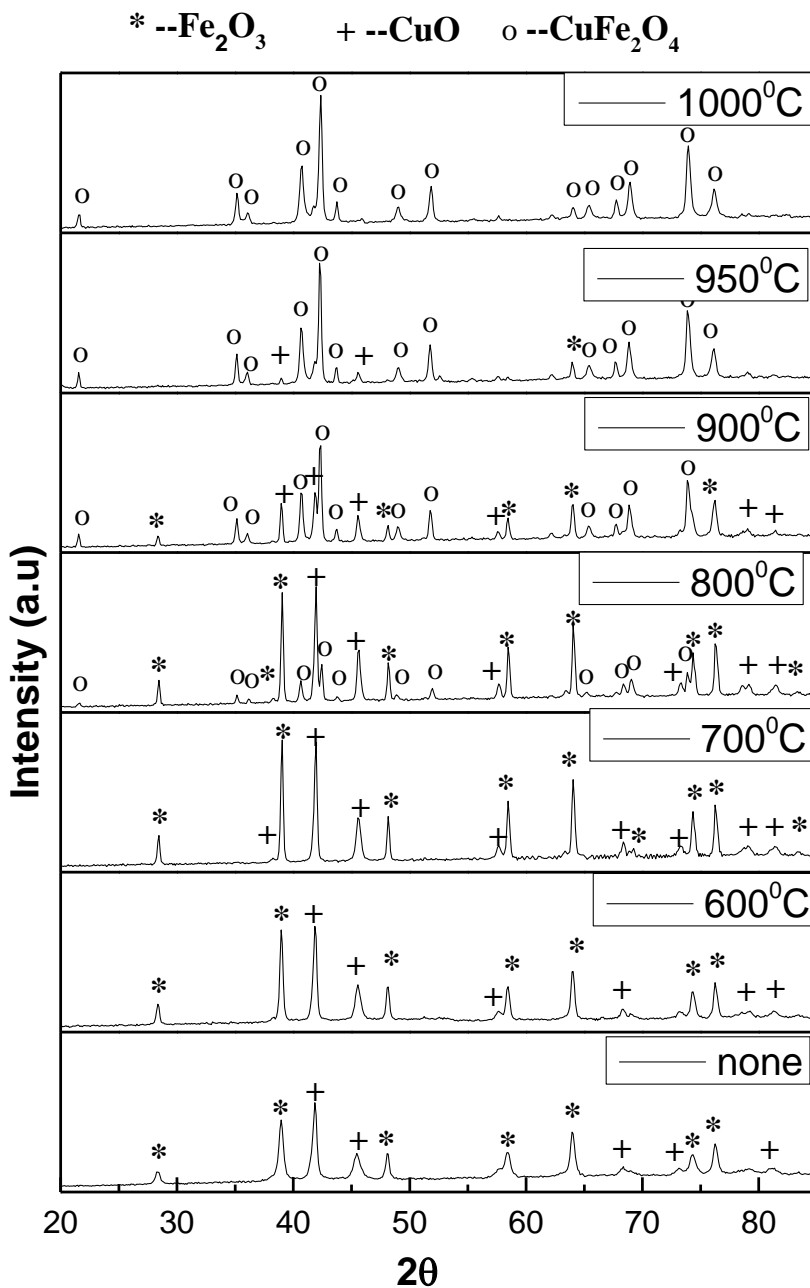 * --Fe₂O₃ + --CuO o --CuFe₂O₄
1000⁰C
950⁰C
900⁰C
800⁰C
700⁰C
600⁰C
none
Intensity (a.u)
20 30 40 50 60 70 80
2θ